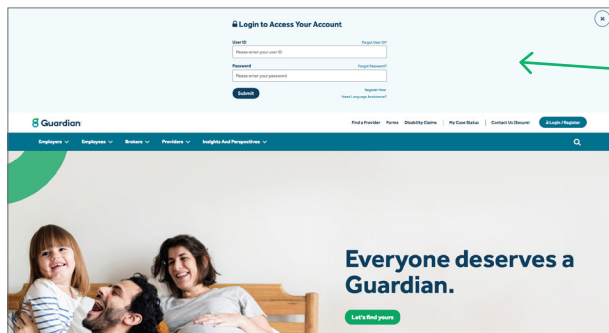 Login to Access Your Account
User ID Forgot User ID?
Please enter your user ID
Password Forgot Password?
Please enter your password
Submit
Register Now
Need Language Assistance?
Guardian
Find a Provider Forms Disability Claims My Case Status Contact Us (Secure) Login / Register
Employers Employees Brokers Providers Insights And Perspectives
Everyone deserves a
Guardian.
Let's find yours